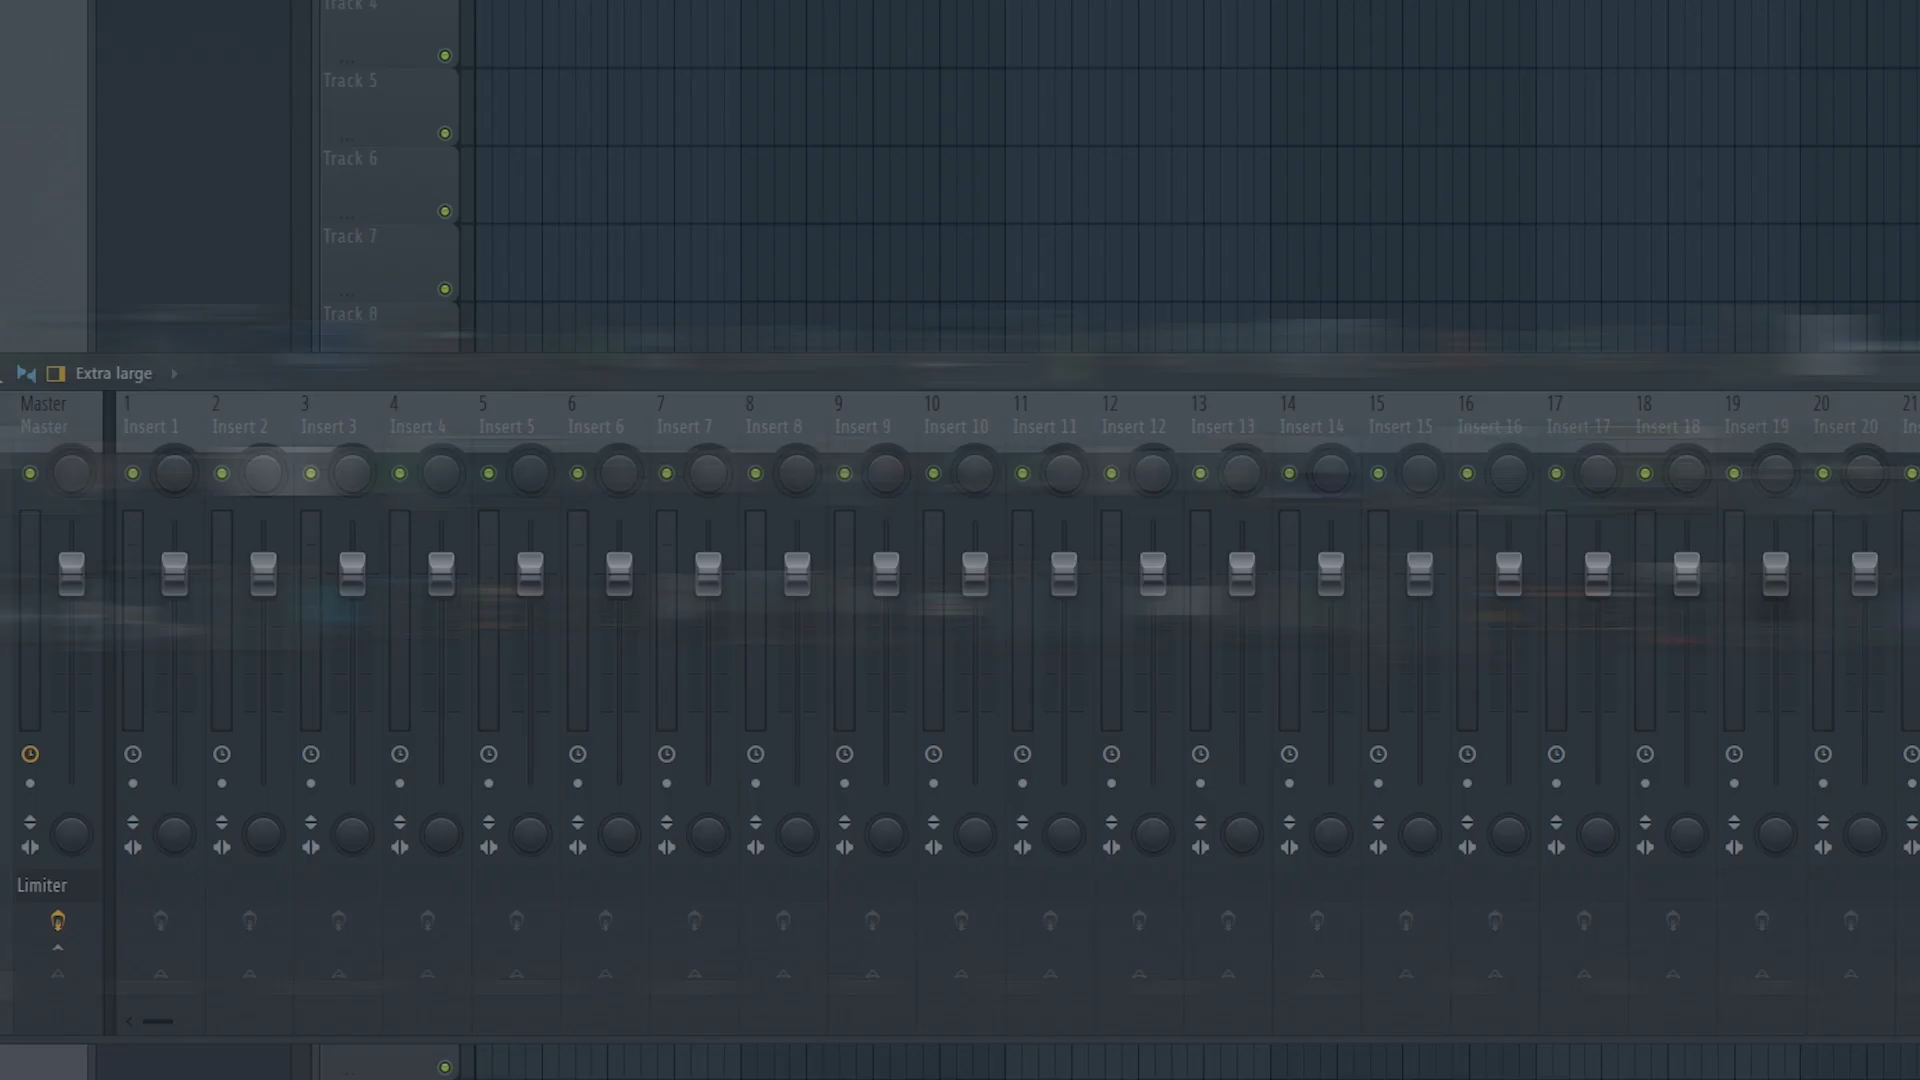 Track 4
Track 5
Track 6
Track 7
Track 8
Extra large
Master 1 2 3 4 5 6 7 8 9 10 11 12 13 14 15 16 17 18 19 20 21
Master Insert 1 Insert 2 Insert 3 Insert 4 Insert 5 Insert 6 Insert 7 Insert 8 Insert 9 Insert 10 Insert 11 Insert 12 Insert 13 Insert 14 Insert 15 Insert 16 Insert 17 Insert 18 Insert 19 Insert 20
Limiter